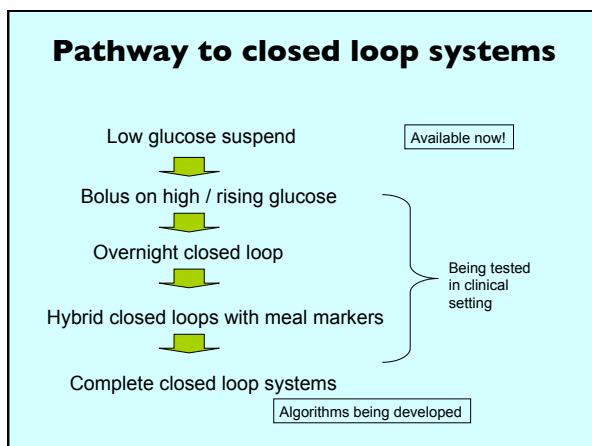 Pathway to closed loop systems
Low glucose suspend
Available now!
Bolus on high / rising glucose
Overnight closed loop
Being tested
in clinical
setting
Hybrid closed loops with meal markers
Complete closed loop systems
Algorithms being developed